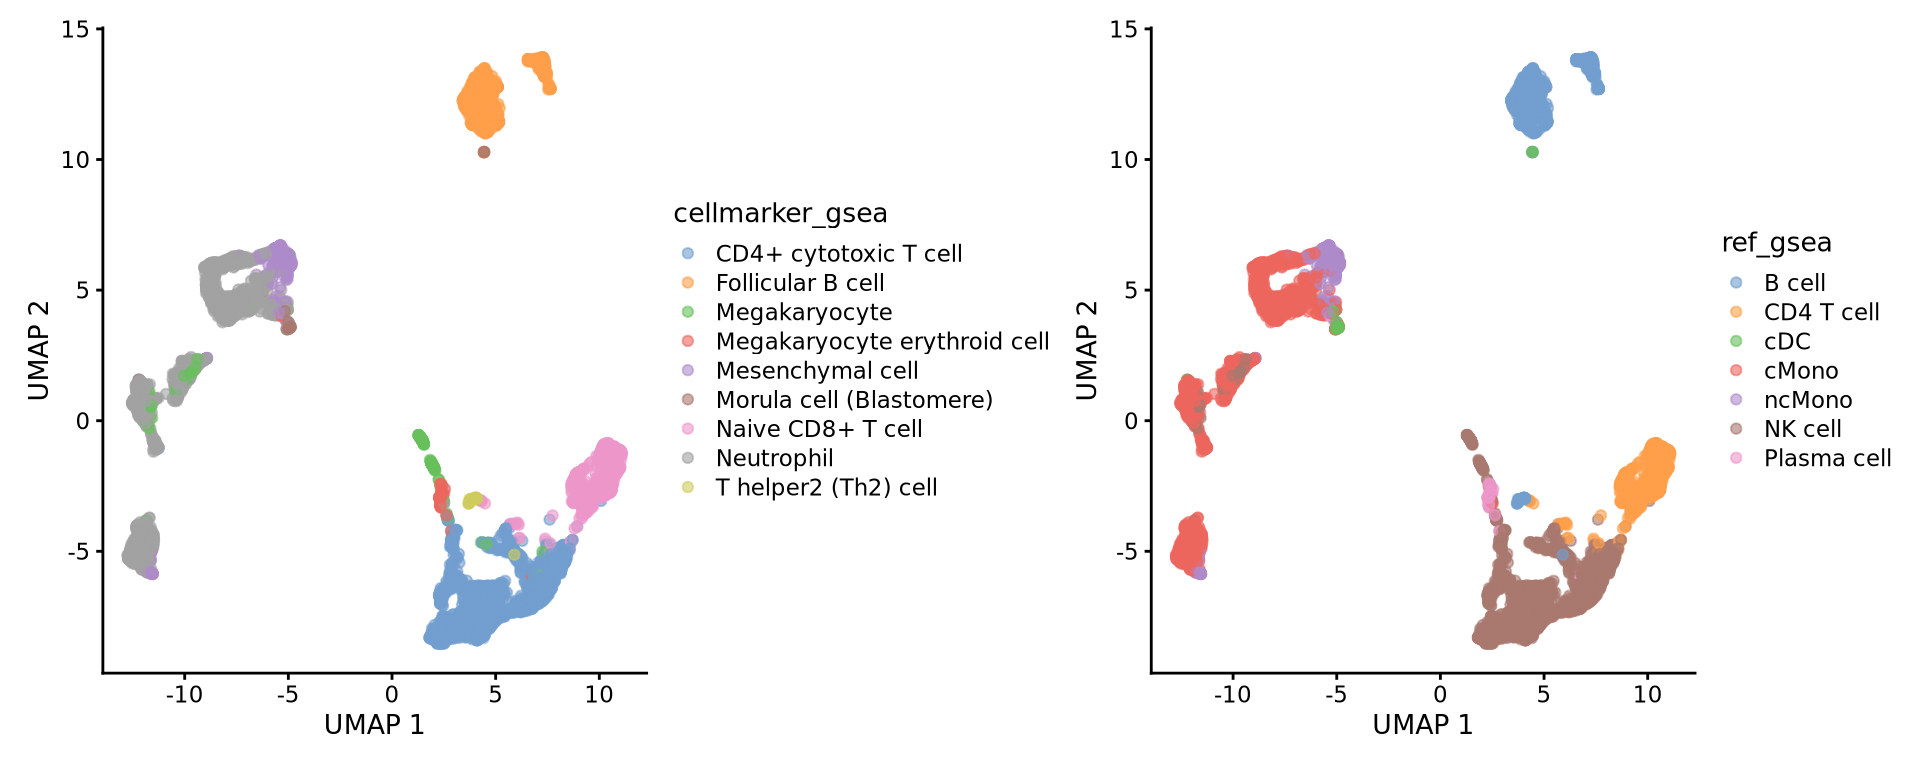 15
10
5
0
-5
UMAP 2
-10
-5
0
5
10
UMAP 1
cellmarker_gsea
CD4+ cytotoxic T cell
Follicular B cell
Megakaryocyte
Megakaryocyte erythroid cell
Mesenchymal cell
Morula cell (Blastomere)
Naive CD8+ T cell
Neutrophil
T helper2 (Th2) cell
15
10
5
0
-5
UMAP 2
-10
-5
0
5
10
UMAP 1
ref_gsea
B cell
CD4 T cell
cDC
cMono
ncMono
NK cell
Plasma cell